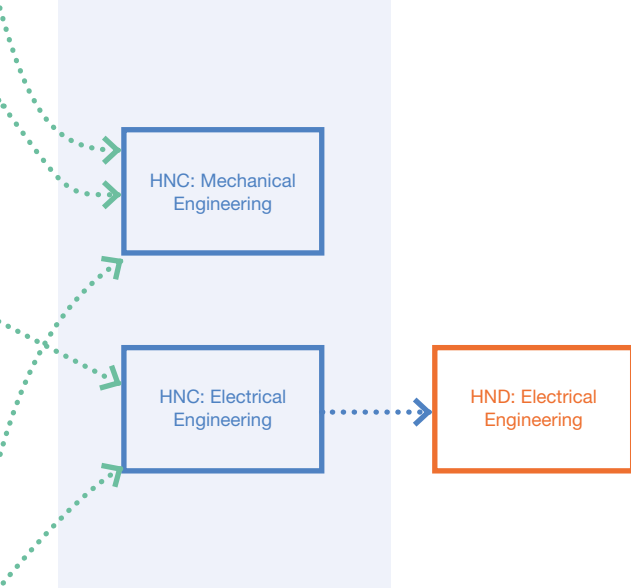 HNC: Mechanical
Engineering
HNC: Electrical
Engineering
HND: Electrical
Engineering